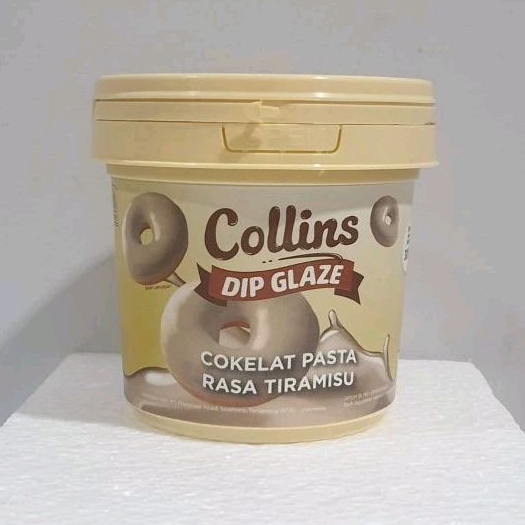 Collins
DIP GLAZE
COKELAT PASTA
RASA TIRAMISU